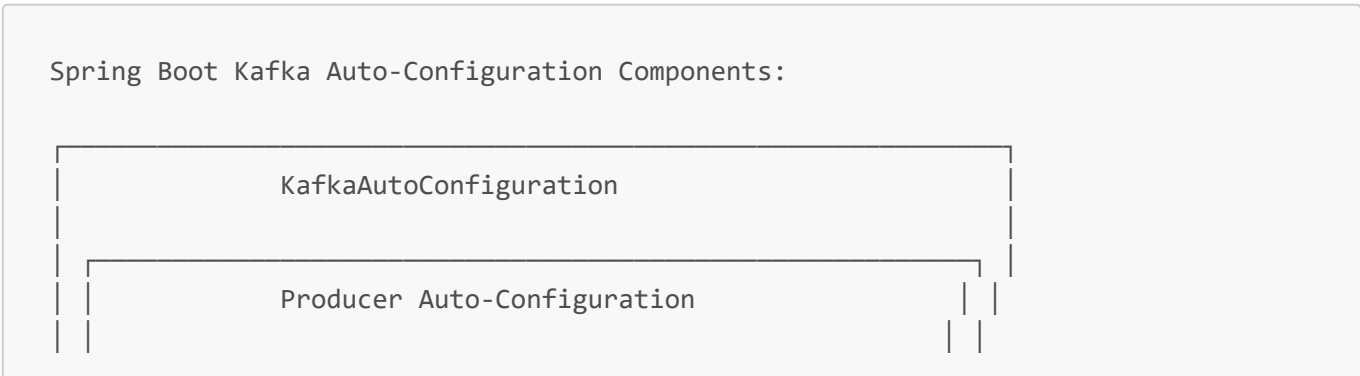 Spring Boot Kafka Auto-Configuration Components:
KafkaAutoConfiguration
Producer Auto-Configuration